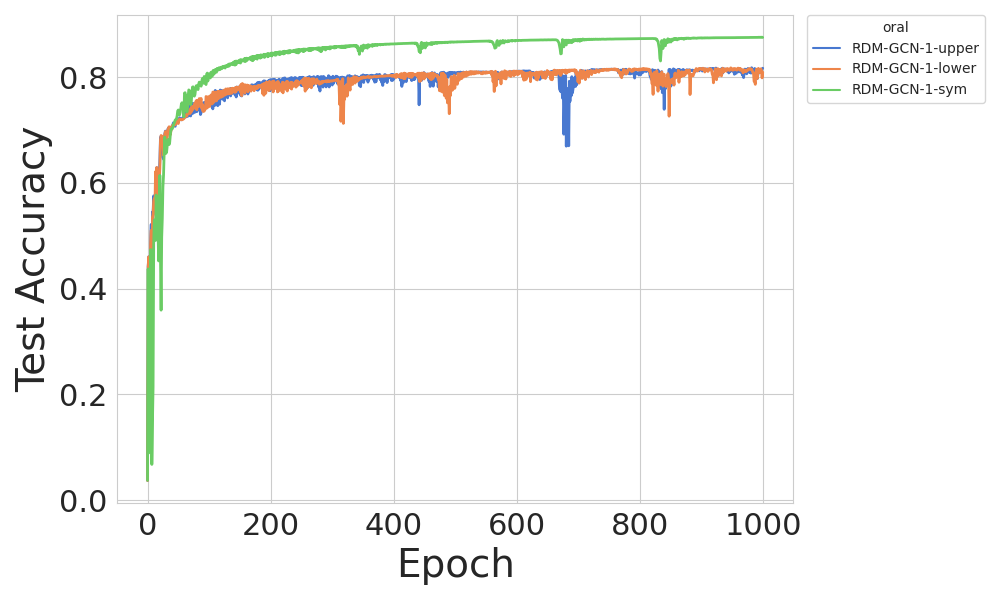 oral
RDM-GCN-1-upper
RDM-GCN-1-lower
RDM-GCN-1-sym
Test Accuracy
0.8
0.6
0.4
0.2
0.0
0 200 400 600 800 1000
Epoch